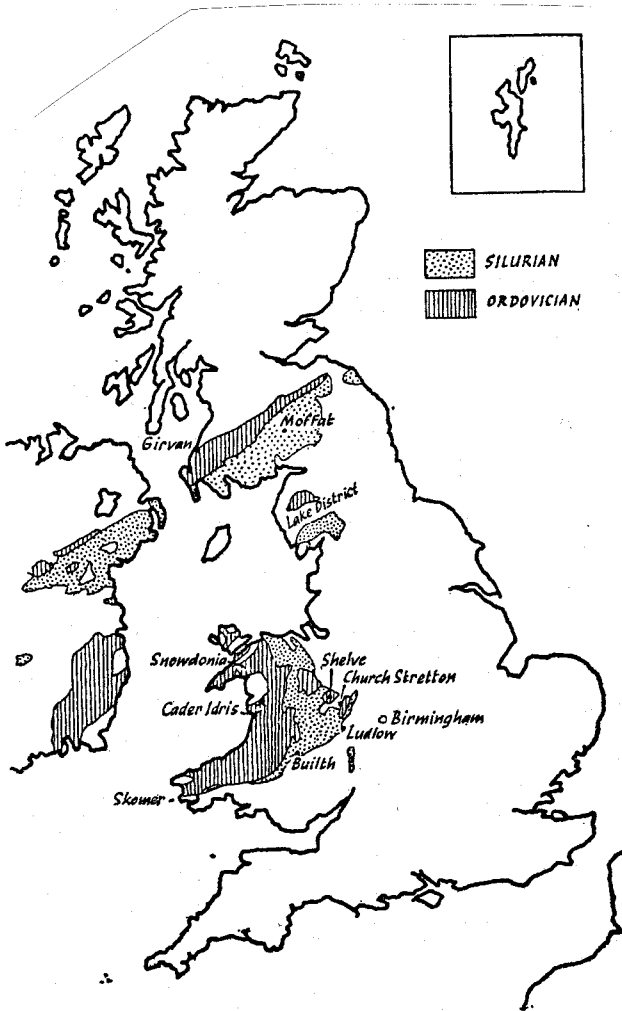 SILURIAN
ORDOVICIAN
Moffat
Girvan
Lake District
Snowdonia
Shelve
Church Stretton
Cader Idris
Birmingham
Ludlow
Builth
Skomer